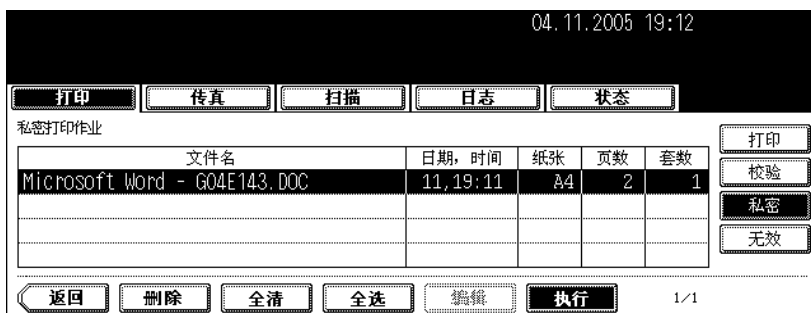 04.11.2005 19:12
打印 传真 扫描 日志 状态
私密打印作业
文件名 日期, 时间 纸张 页数 套数
Microsoft Word - G04E143.DOC 11,19:11 A4 2 1
打印
校验
私密
无效
返回 删除 全清 全选 编辑 执行 1/1